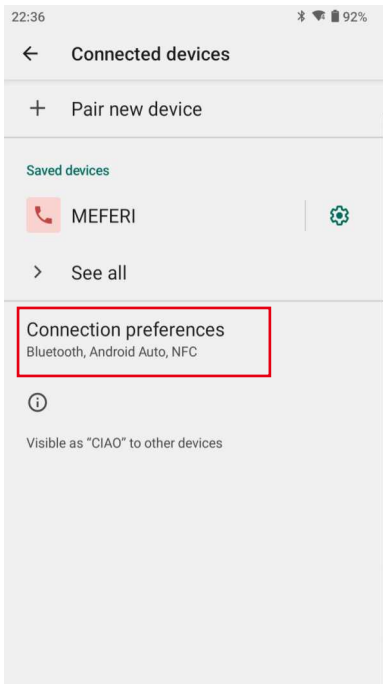 22:36 92%
Connected devices
Pair new device
Saved devices
MEFERI
See all
Connection preferences
Bluetooth, Android Auto, NFC
Visible as “CIAO” to other devices